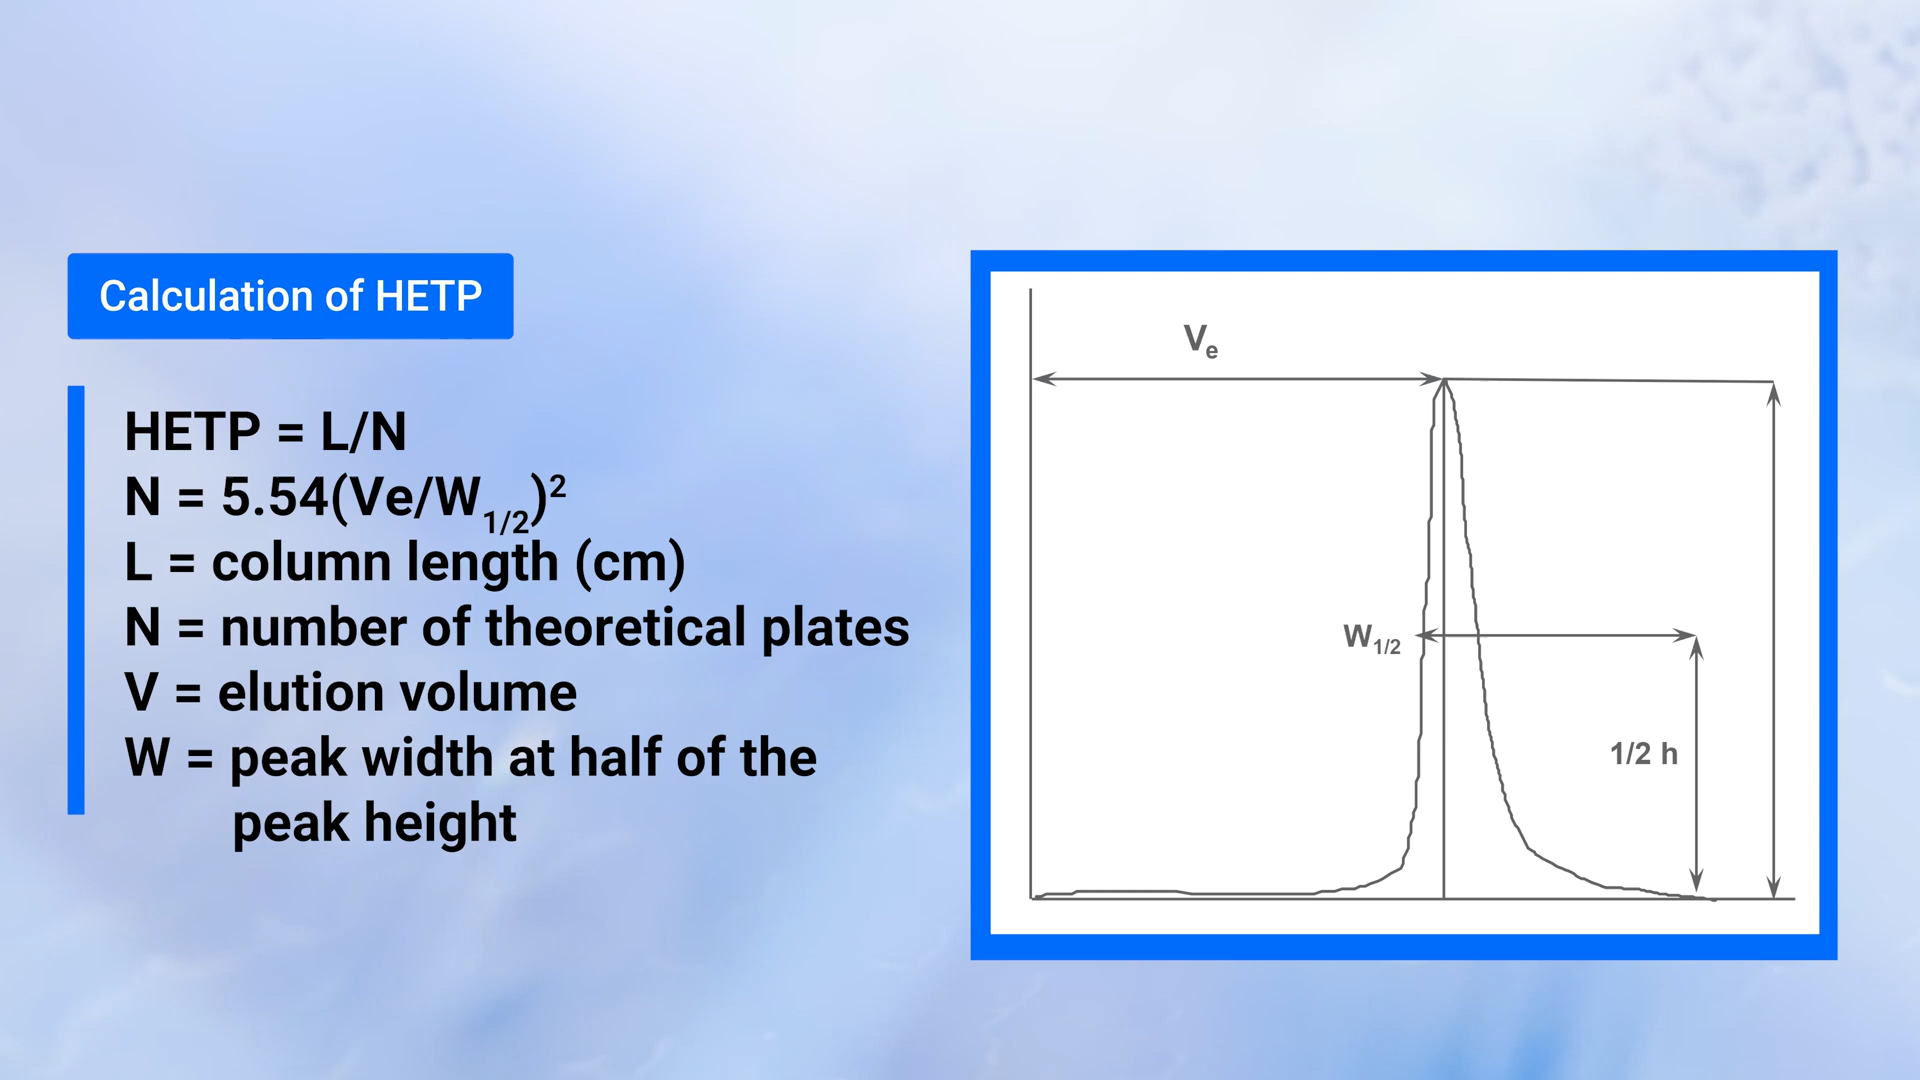 Calculation of HETP
HETP = L/N
N = 5.54(Ve/W1/2)²
L = column length (cm)
N = number of theoretical plates
V = elution volume
W = peak width at half of the
peak height
Ve
W1/2
1/2 h